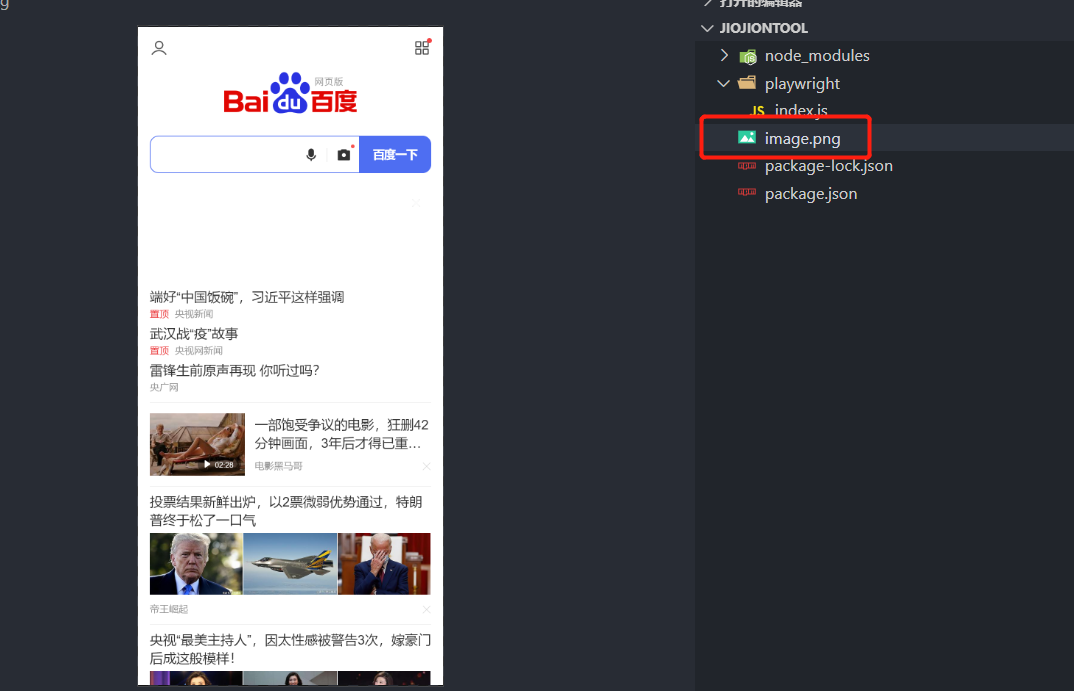 g
网页版
Bai du 百度
百度一下
端好“中国饭碗”，习近平这样强调
置顶 央视新闻
武汉战“疫”故事
置顶 央视网新闻
雷锋生前原声再现 你听过吗？
央广网
一部饱受争议的电影，狂删42
分钟画面，3年后才得已重...
02:28
电影黑马哥
投票结果新鲜出炉，以2票微弱优势通过，特朗
普终于松了一口气
帝王崛起
央视“最美主持人”，因太性感被警告3次，嫁豪门
后成这般模样！
打开的编辑器
JIOJIONTOOL
node_modules
playwright
JS index.js
image.png
package-lock.json
package.json